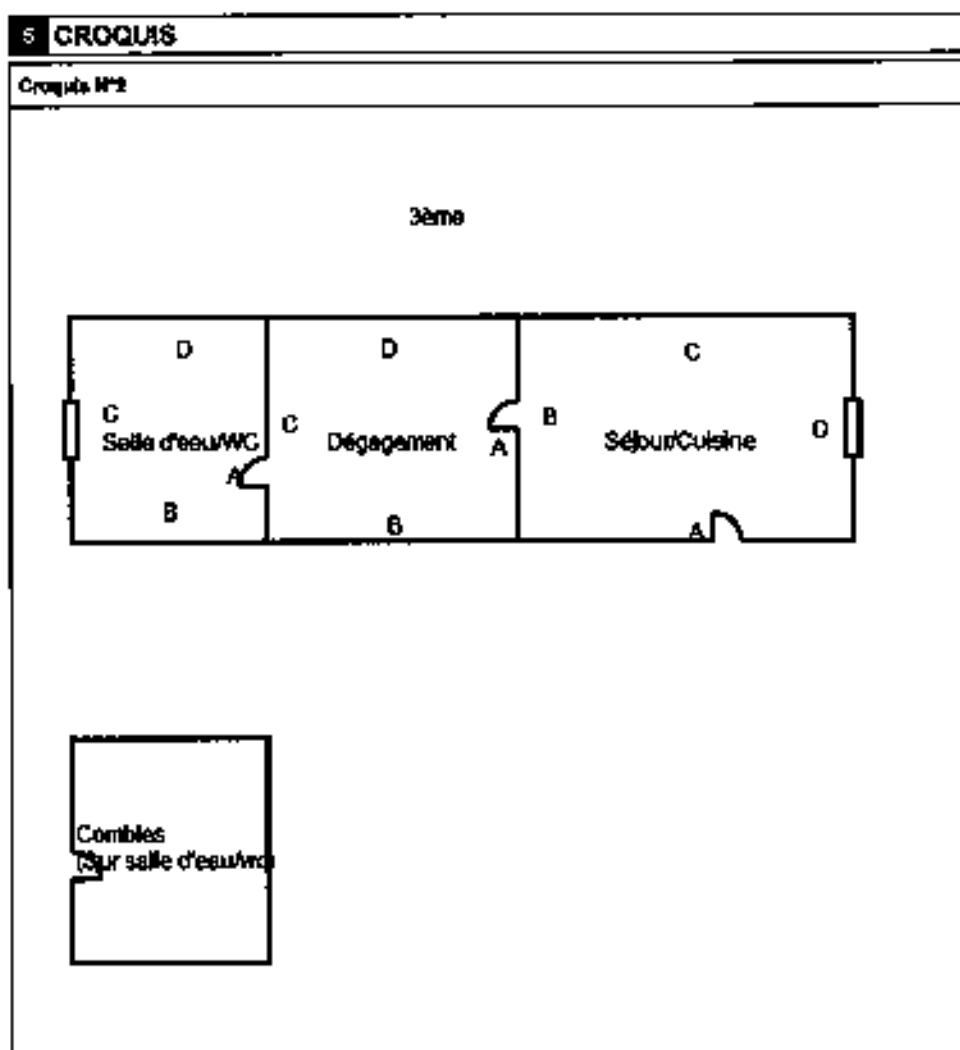 5 CROQUIS
Croquis N°2
3ème
D D C
C
Salle d'eau/WC
C
Dégagement
A
B
Séjour/Cuisine
D
A
B
B
A
Combles
(Sur salle d'eau/wc)